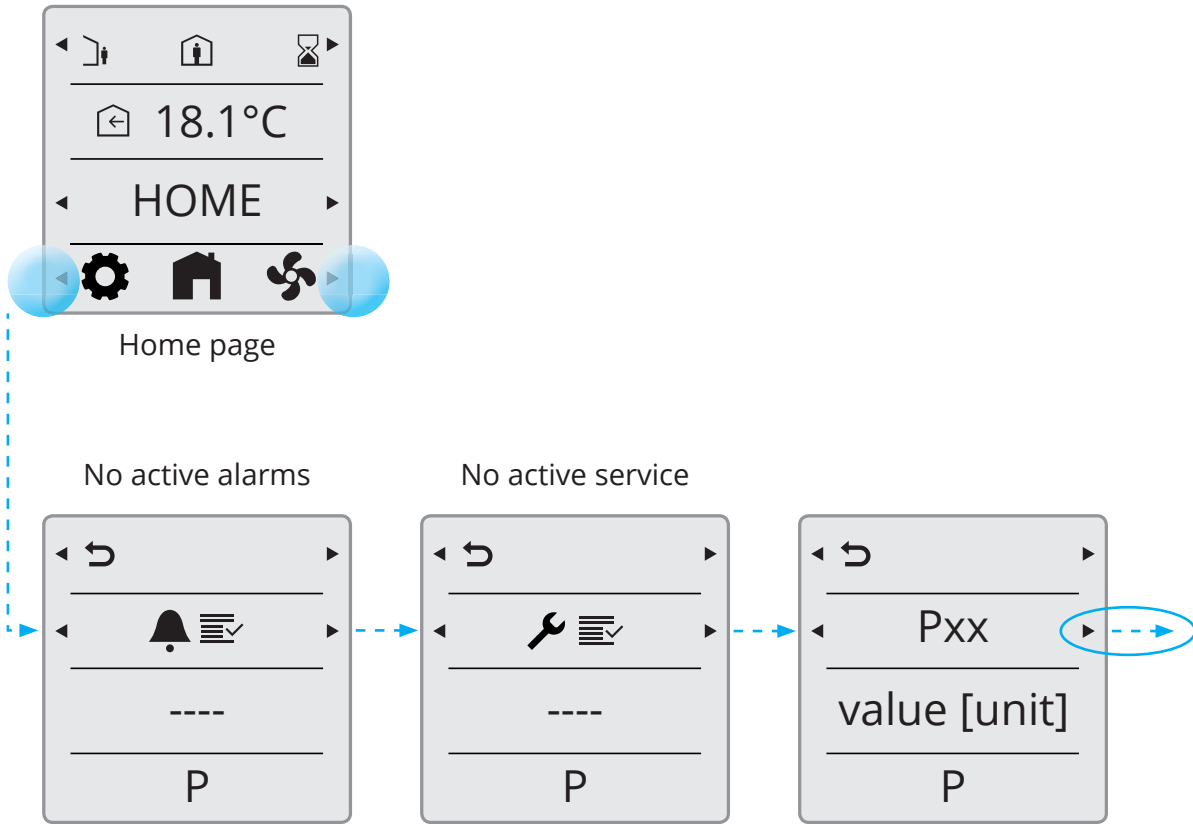 18.1°C
HOME
Home page
No active alarms
No active service
Pxx
----
----
value [unit]
P
P
P